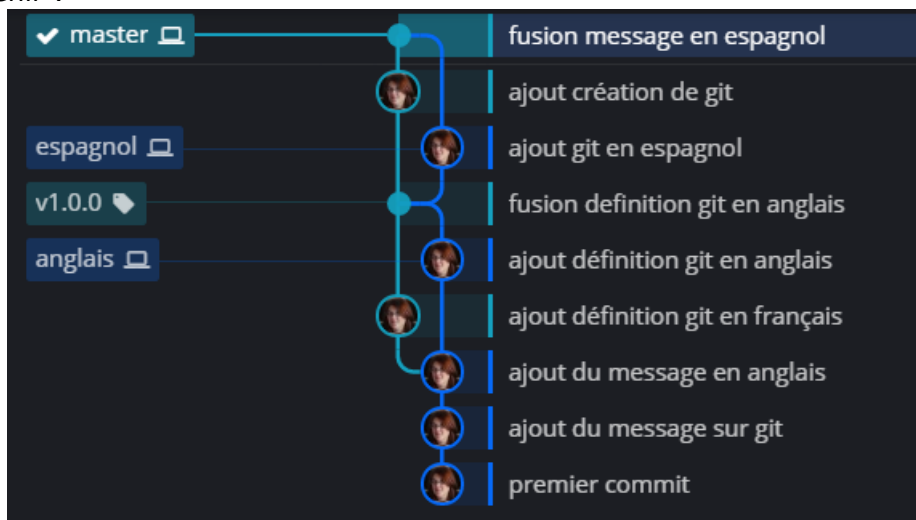 master fusion message en espagnol
ajout création de git
espagnol ajout git en espagnol
v1.0.0 fusion definition git en anglais
anglais ajout définition git en anglais
ajout définition git en français
ajout du message en anglais
ajout du message sur git
premier commit